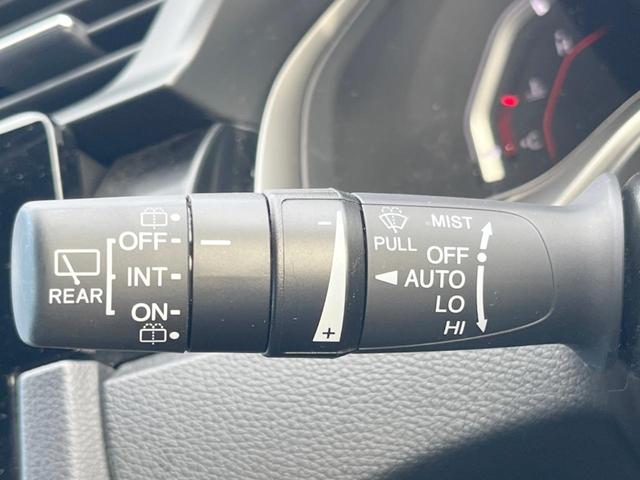 REAR
OFF
INT
ON
-
+
PULL
MIST
OFF
AUTO
LO
HI